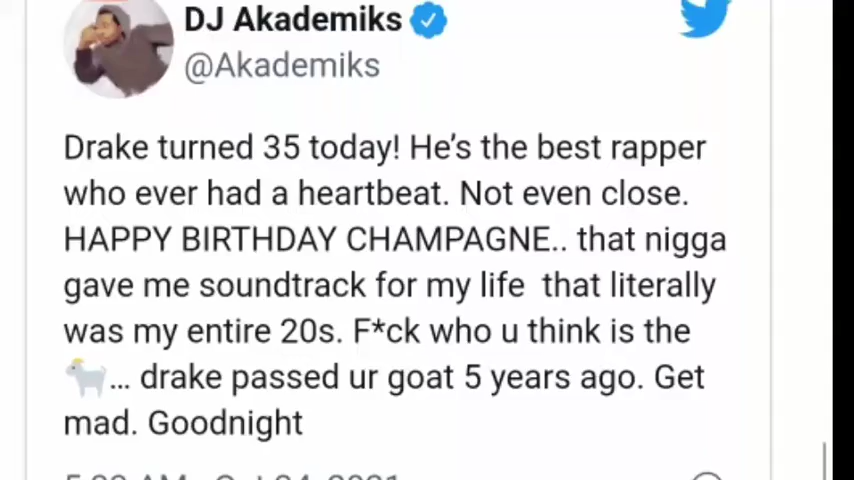 DJ Akademiks
@Akademiks
Drake turned 35 today! He's the best rapper
who ever had a heartbeat. Not even close.
HAPPY BIRTHDAY CHAMPAGNE.. that nigga
gave me soundtrack for my life that literally
was my entire 20s. F*ck who u think is the
🐐... drake passed ur goat 5 years ago. Get
mad. Goodnight